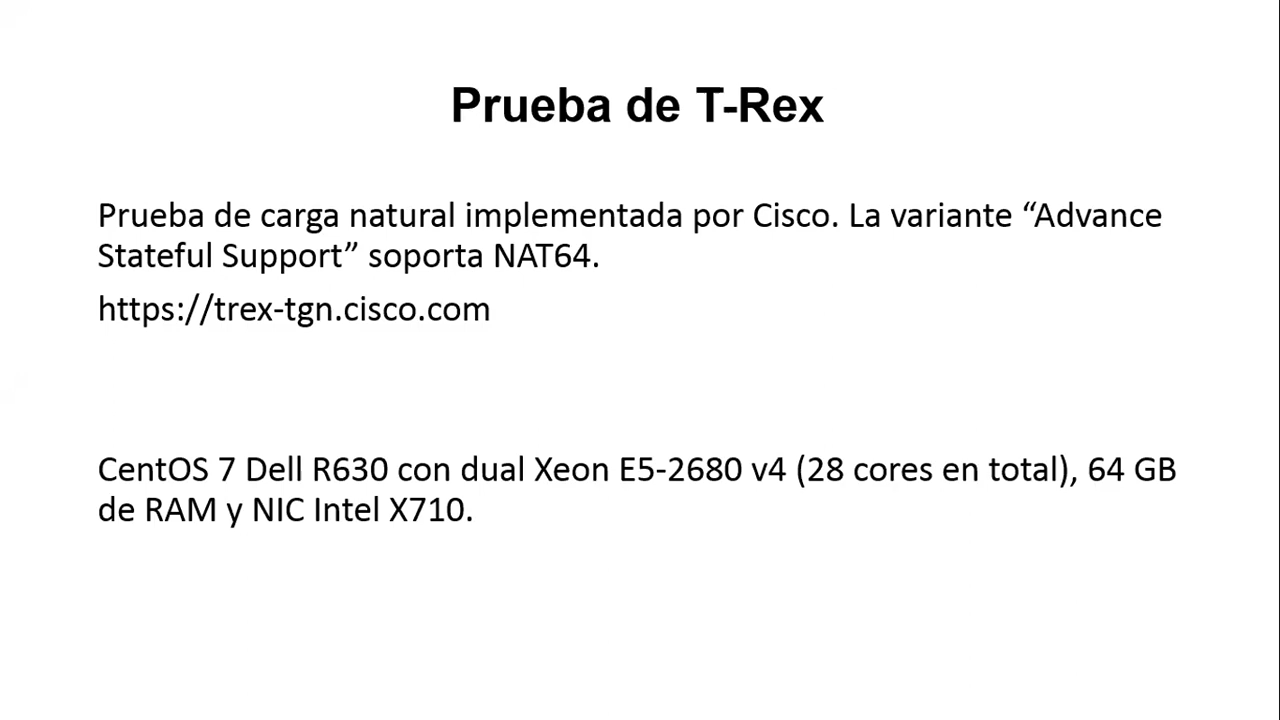 Prueba de T-Rex
Prueba de carga natural implementada por Cisco. La variante “Advance
Stateful Support” soporta NAT64.
https://trex-tgn.cisco.com
CentOS 7 Dell R630 con dual Xeon E5-2680 v4 (28 cores en total), 64 GB
de RAM y NIC Intel X710.